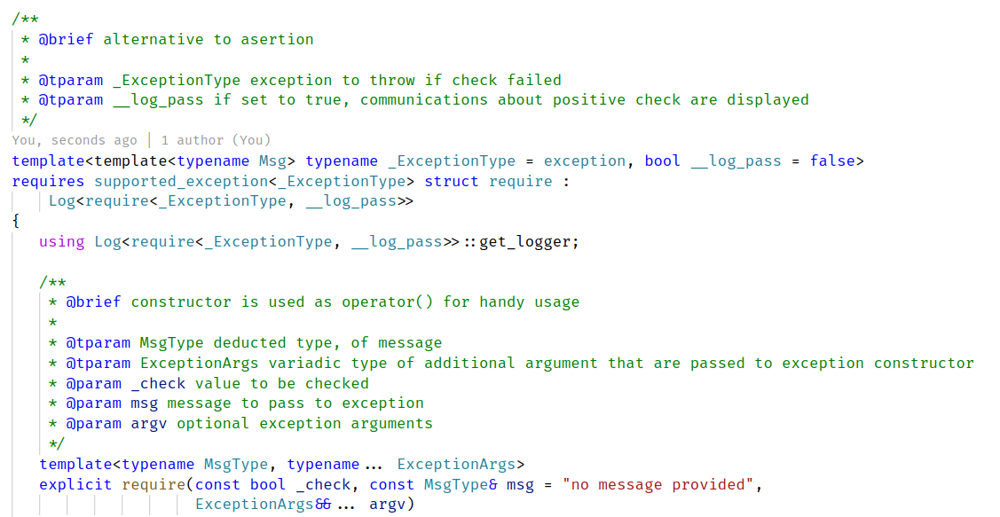 /**
 * @brief alternative to asertion
 *
 * @tparam _ExceptionType exception to throw if check failed
 * @tparam __log_pass if set to true, communications about positive check are displayed
 */
You, seconds ago | 1 author (You)
template<template<typename Msg> typename _ExceptionType = exception, bool __log_pass = false>
requires supported_exception<_ExceptionType> struct require :
    Log<require<_ExceptionType, __log_pass>>
{
   using Log<require<_ExceptionType, __log_pass>>::get_logger;

   /**
    * @brief constructor is used as operator() for handy usage
    *
    * @tparam MsgType deducted type, of message
    * @tparam ExceptionArgs variadic type of additional argument that are passed to exception constructor
    * @param _check value to be checked
    * @param msg message to pass to exception
    * @param argv optional exception arguments
    */
   template<typename MsgType, typename... ExceptionArgs>
   explicit require(const bool _check, const MsgType& msg = "no message provided",
                    ExceptionArgs&&... argv)